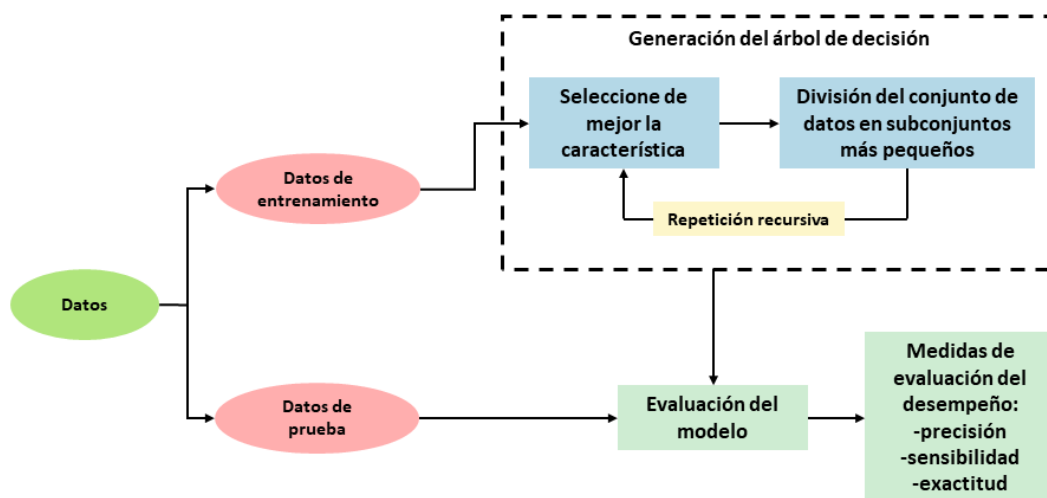 Generación del árbol de decisión
Seleccione de
mejor la
característica
División del conjunto de
datos en subconjuntos
más pequeños
Repetición recursiva
Datos de
entrenamiento
Datos
Datos de
prueba
Evaluación del
modelo
Medidas de
evaluación del
desempeño:
-precisión
-sensibilidad
-exactitud